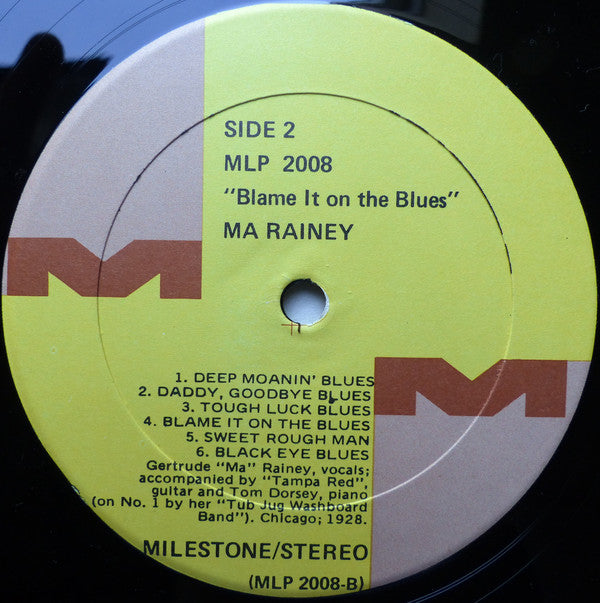 SIDE 2
MLP 2008
"Blame It on the Blues"
MA RAINEY
1. DEEP MOANIN' BLUES
2. DADDY, GOODBYE BLUES
3. TOUGH LUCK BLUES
4. BLAME IT ON THE BLUES
5. SWEET ROUGH MAN
6. BLACK EYE BLUES
Gertrude "Ma" Rainey, vocals;
accompanied by "Tampa Red",
guitar and Tom Dorsey, piano
(on No. 1 by her "Tub Jug Washboard
Band"). Chicago; 1928.
MILESTONE/STEREO
(MLP 2008-B)